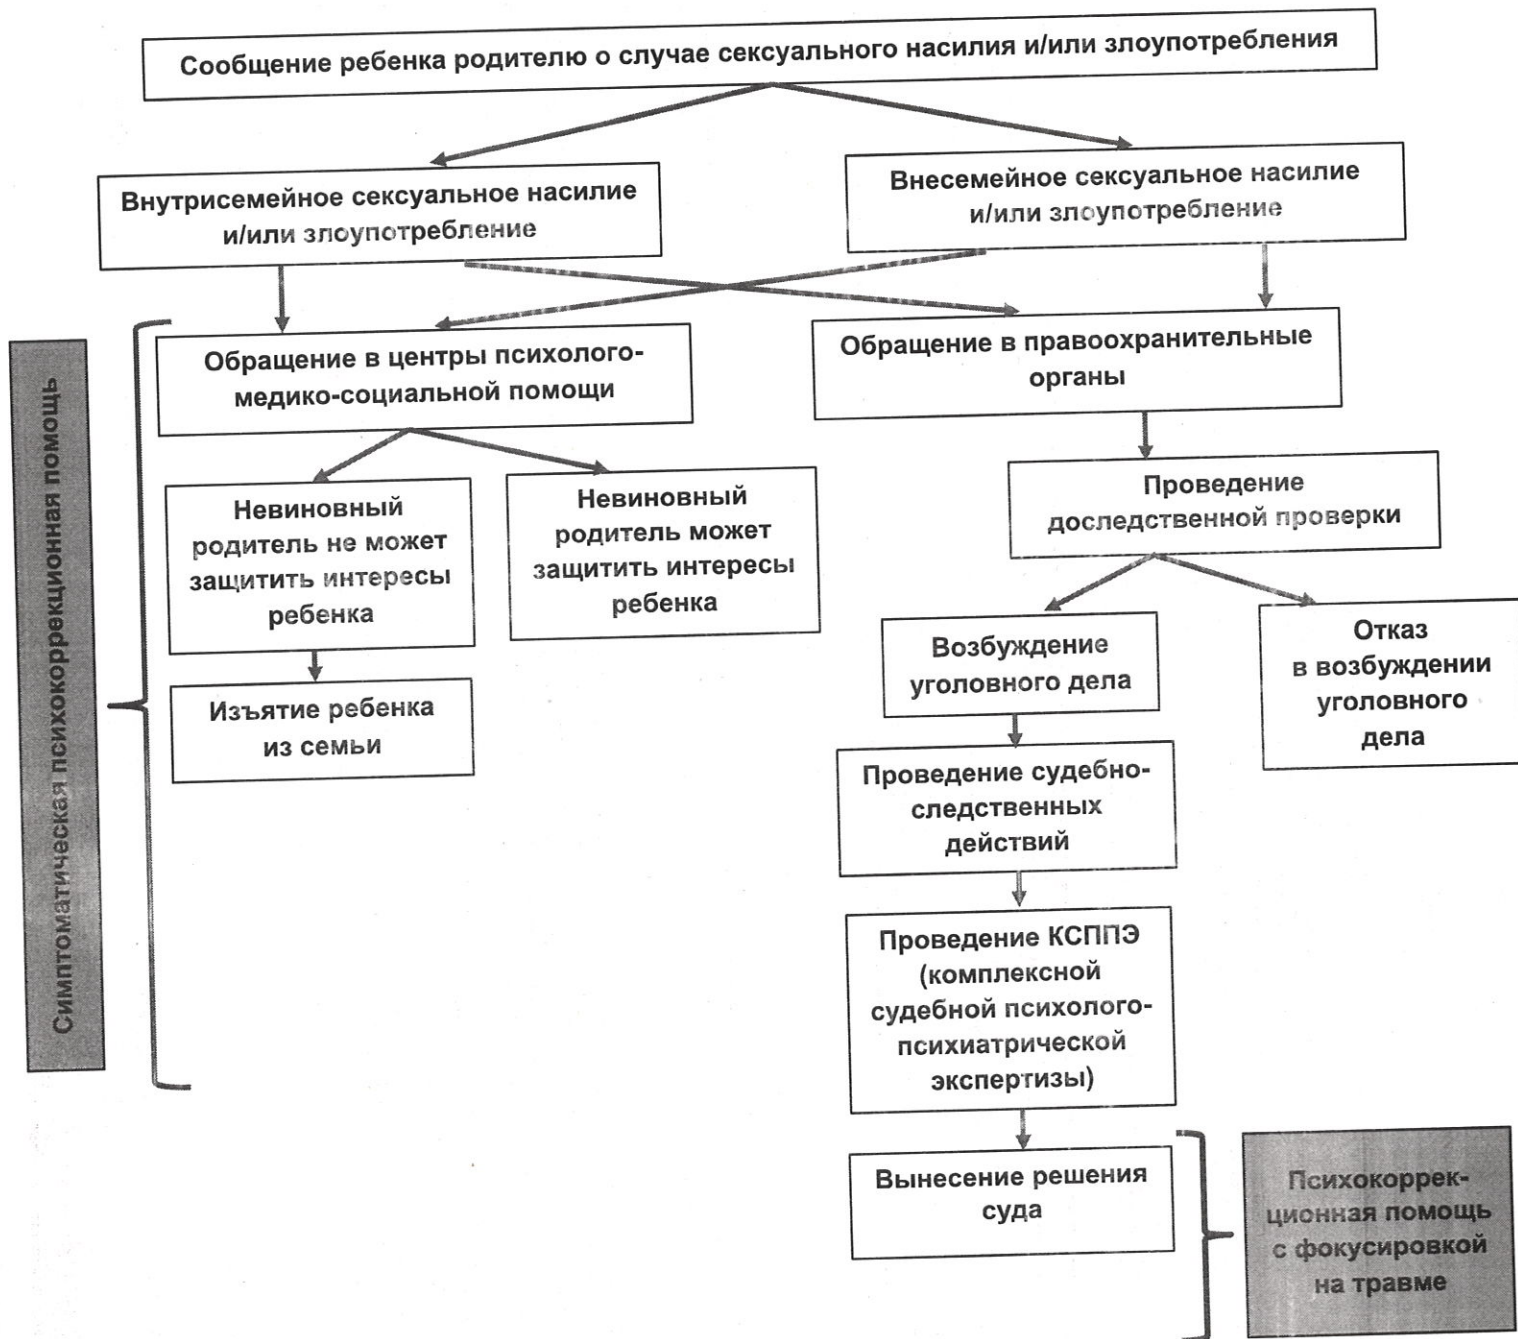 Сообщение ребенка родителю о случае сексуального насилия и/или злоупотребления
Внутрисемейное сексуальное насилие
и/или злоупотребление
Внесемейное сексуальное насилие
и/или злоупотребление
Симптоматическая психокоррекционная помощь
Обращение в центры психолого-
медико-социальной помощи
Обращение в правоохранительные
органы
Невиновный
родитель не может
защитить интересы
ребенка
Невиновный
родитель может
защитить интересы
ребенка
Проведение
доследственной проверки
Изъятие ребенка
из семьи
Возбуждение
уголовного дела
Отказ
в возбуждении
уголовного
дела
Проведение судебно-
следственных
действий
Проведение КСППЭ
(комплексной
судебной психолого-
психиатрической
экспертизы)
Вынесение решения
суда
Психокоррек-
ционная помощь
с фокусировкой
на травме